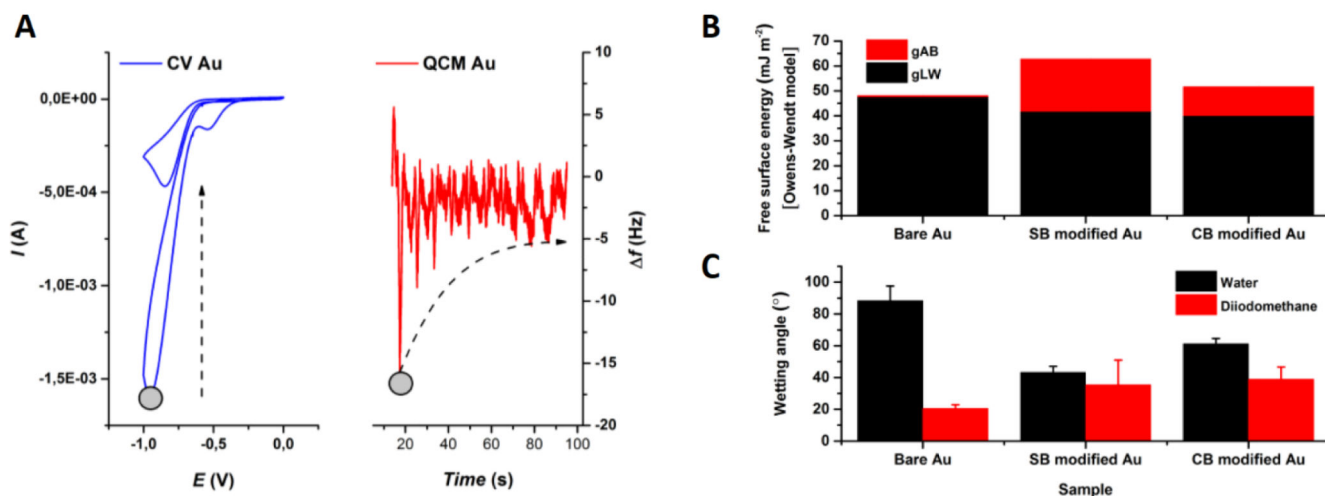 A
CV Au
QCM Au
0,0E+00
-5,0E-04
-1,0E-03
-1,5E-03
I (A)
-1,0
-0,5
0,0
E (V)
10
5
0
-5
-10
-15
-20
Δf (Hz)
20
40
60
80
100
Time (s)
B
gAB
gLW
70
60
50
40
30
20
10
0
Free surface energy (mJ m-2)
[Owens-Wendt model]
Bare Au
SB modified Au
CB modified Au
C
Water
Diiodomethane
100
80
60
40
20
0
Wetting angle (°)
Bare Au
SB modified Au
CB modified Au
Sample